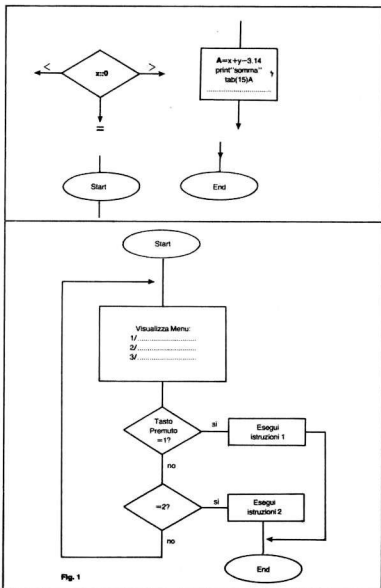 < x::0 >
=
A=x+y−3.14
print"somma"
tab(15)A
....................
Start
End
Start
Visualizza Menu:
1/..........................
2/..........................
3/..........................
Tasto
Premuto
=1?
si
Esegui
istruzioni 1
no
=2?
si
Esegui
istruzioni 2
no
End
Fig. 1